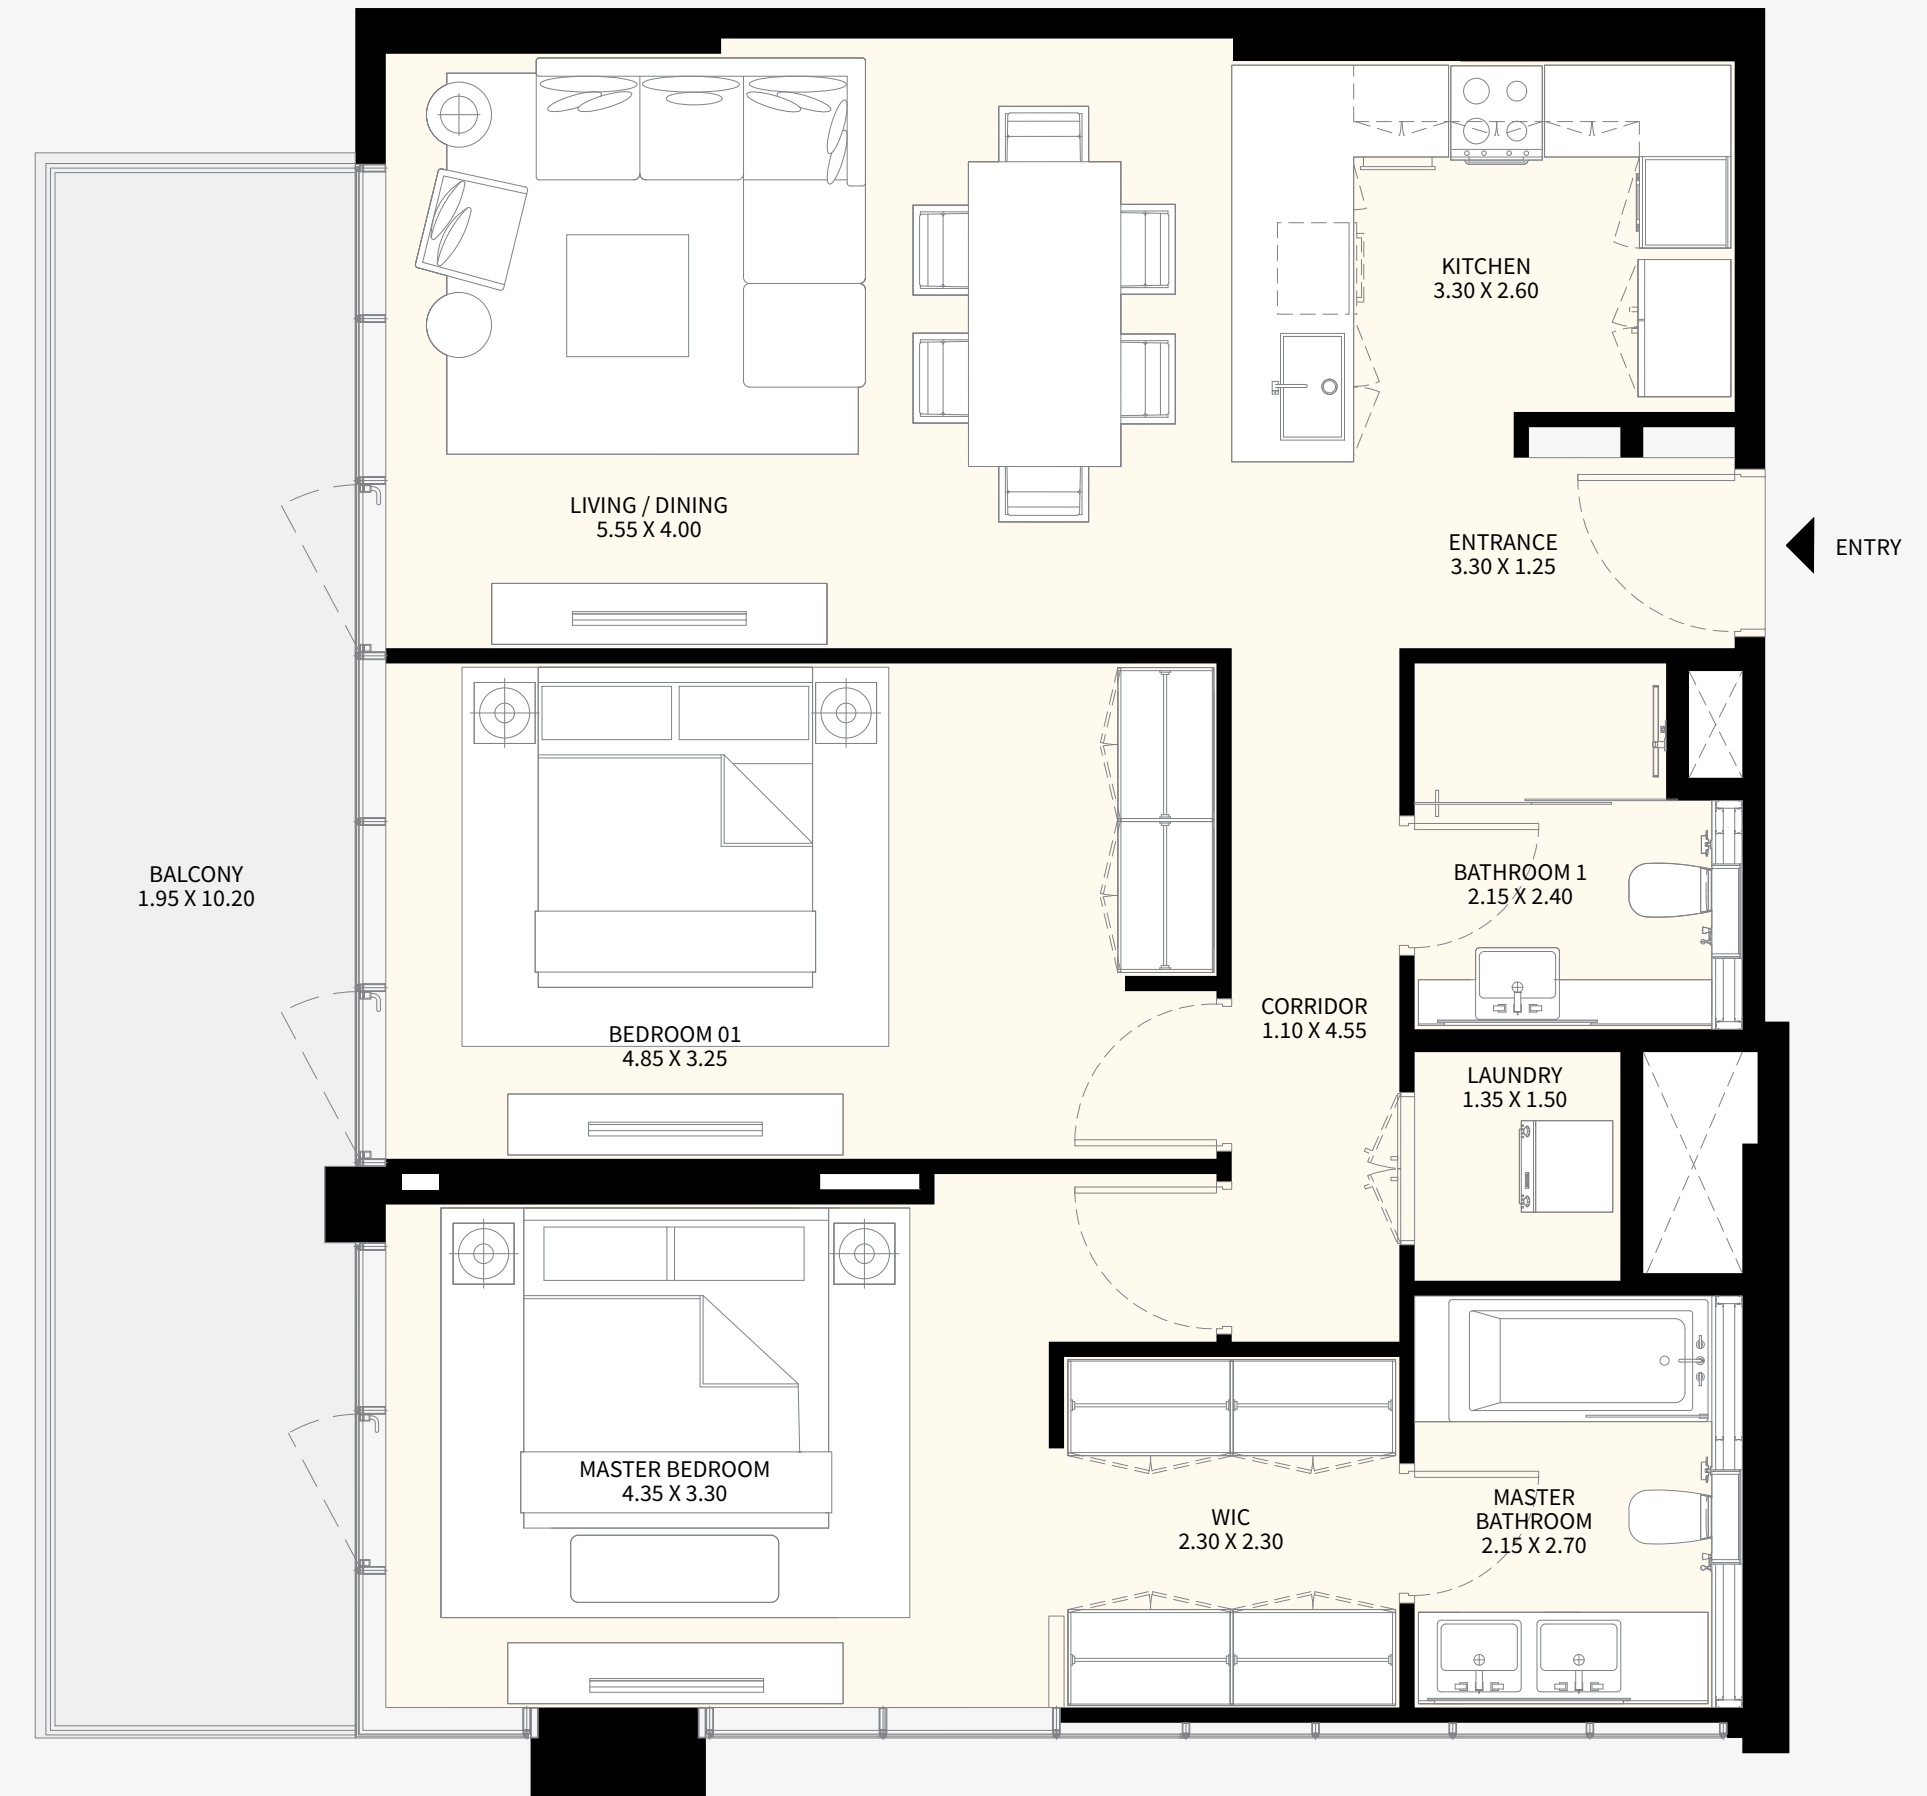 KITCHEN
3.30 X 2.60
LIVING / DINING
5.55 X 4.00
ENTRANCE
3.30 X 1.25
ENTRY
BALCONY
1.95 X 10.20
BATHROOM 1
2.15 X 2.40
BEDROOM 01
4.85 X 3.25
CORRIDOR
1.10 X 4.55
LAUNDRY
1.35 X 1.50
MASTER BEDROOM
4.35 X 3.30
WIC
2.30 X 2.30
MASTER
BATHROOM
2.15 X 2.70